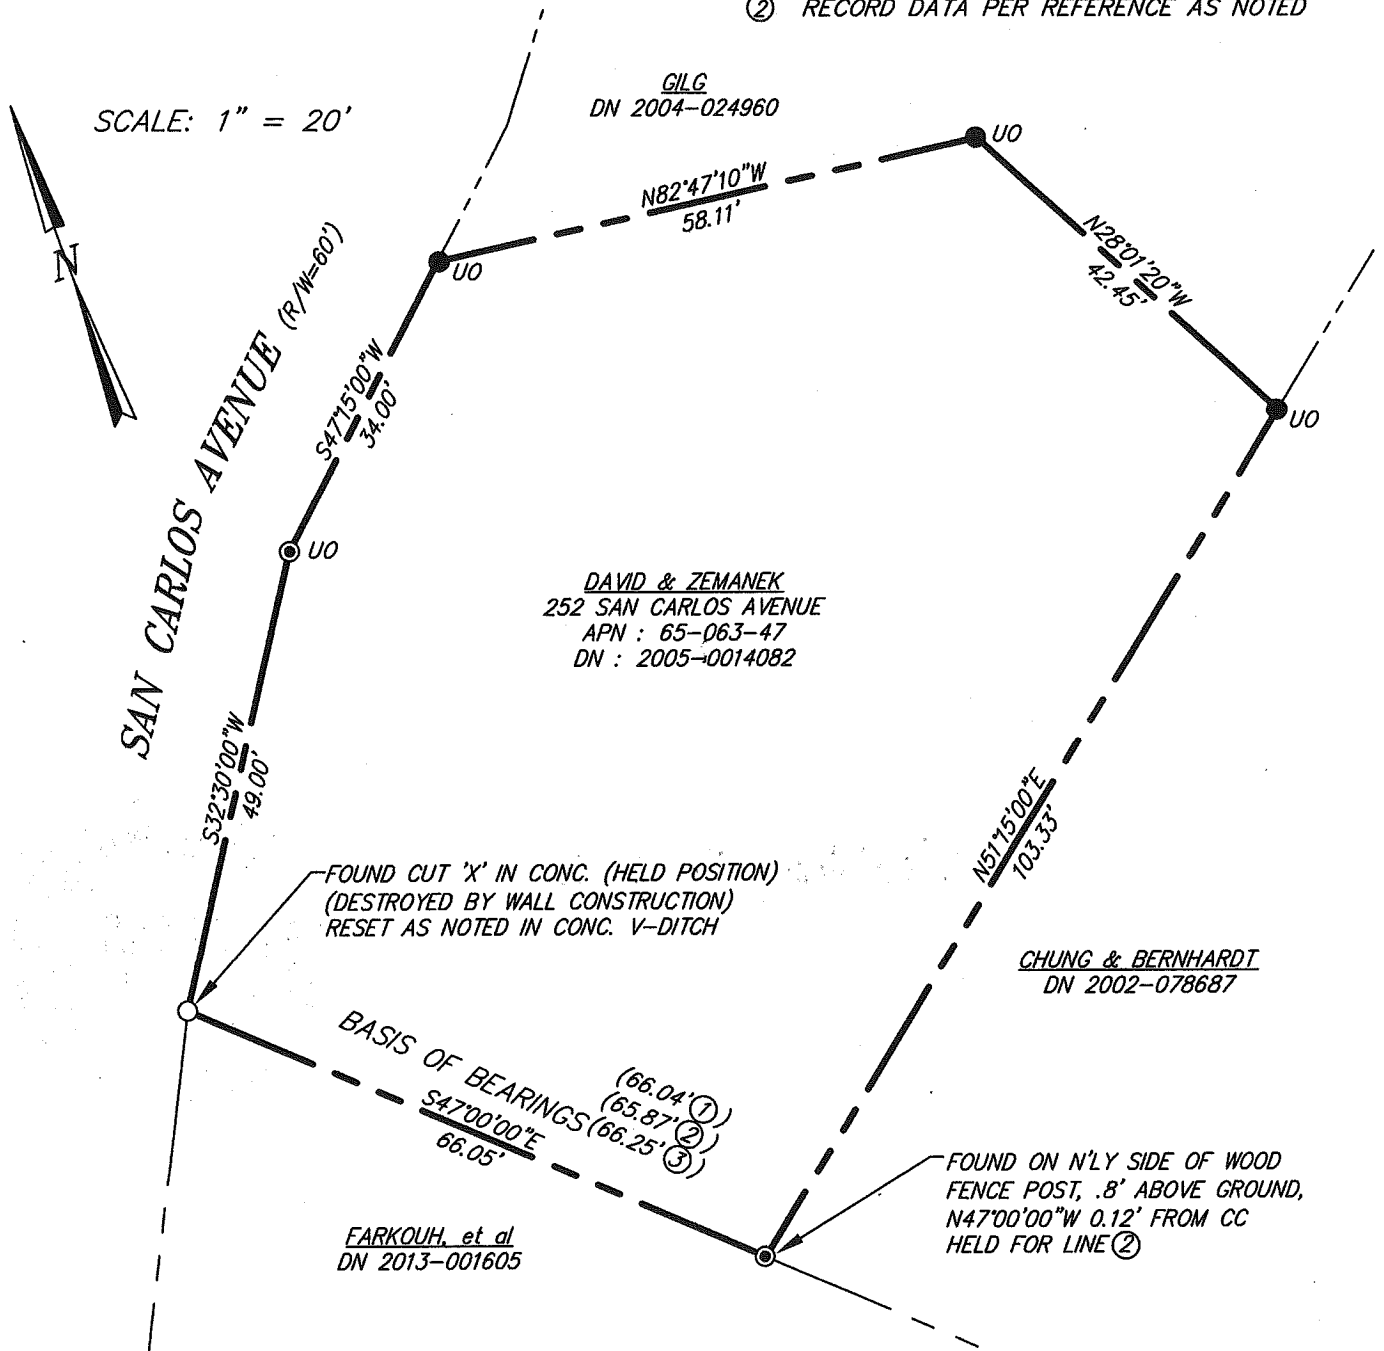 ② RECORD DATA PER REFERENCE AS NOTED
GILG
DN 2004-024960
SCALE: 1" = 20'
N
UO
N82°47'10"W
58.11'
UO
N28°01'20"W
42.45'
UO
SAN CARLOS AVENUE (R/W=60')
S47°15'00"W
34.00'
UO
DAVID & ZEMANEK
252 SAN CARLOS AVENUE
APN : 65-063-47
DN : 2005-0014082
S32°30'00"W
49.00'
N51°15'00"E
103.33'
FOUND CUT 'X' IN CONC. (HELD POSITION)
(DESTROYED BY WALL CONSTRUCTION)
RESET AS NOTED IN CONC. V-DITCH
CHUNG & BERNHARDT
DN 2002-078687
BASIS OF BEARINGS
(66.04'①)
(65.87'②)
(66.25'③)
S47°00'00"E
66.05'
FOUND ON N'LY SIDE OF WOOD
FENCE POST, .8' ABOVE GROUND,
N47°00'00"W 0.12' FROM CC
HELD FOR LINE ②
FARKOUH, et al
DN 2013-001605